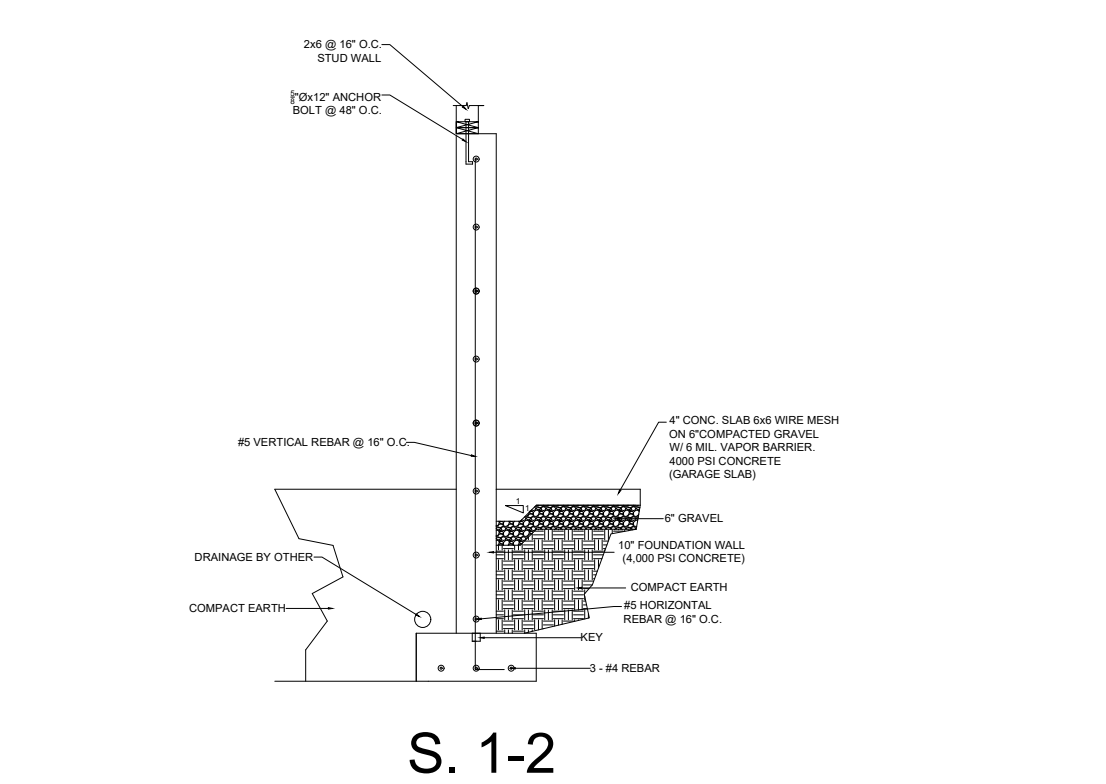 2x6 @ 16" O.C.
STUD WALL
5/8"Øx12" ANCHOR
BOLT @ 48" O.C.
4" CONC. SLAB 6x6 WIRE MESH
ON 6"COMPACTED GRAVEL
W/ 6 MIL. VAPOR BARRIER.
4000 PSI CONCRETE
(GARAGE SLAB)
#5 VERTICAL REBAR @ 16" O.C.
1
1
6" GRAVEL
10" FOUNDATION WALL
(4,000 PSI CONCRETE)
DRAINAGE BY OTHER
COMPACT EARTH
COMPACT EARTH
#5 HORIZONTAL
REBAR @ 16" O.C.
KEY
3 - #4 REBAR
S. 1-2